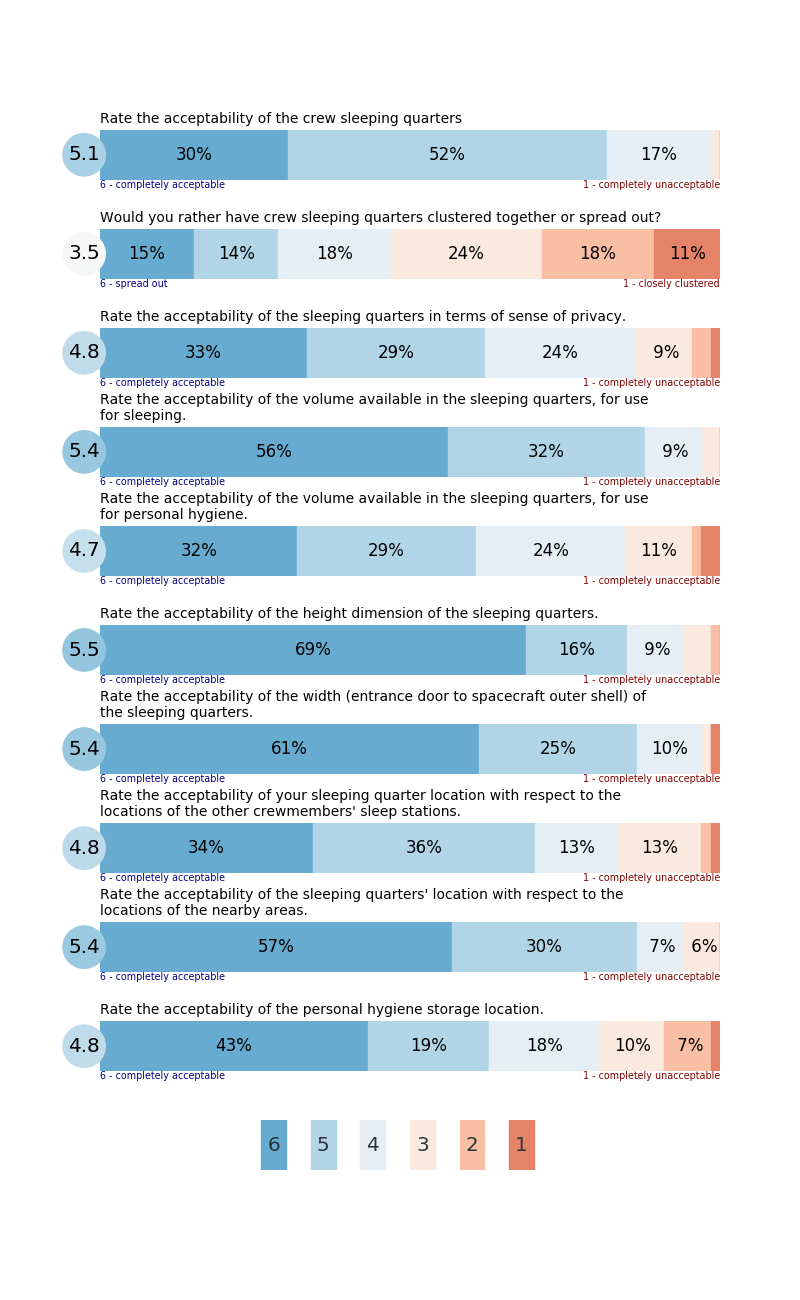 Rate the acceptability of the crew sleeping quarters
5.1 30% 52% 17%
6 - completely acceptable 1 - completely unacceptable
Would you rather have crew sleeping quarters clustered together or spread out?
3.5 15% 14% 18% 24% 18% 11%
6 - spread out 1 - closely clustered
Rate the acceptability of the sleeping quarters in terms of sense of privacy.
4.8 33% 29% 24% 9%
6 - completely acceptable 1 - completely unacceptable
Rate the acceptability of the volume available in the sleeping quarters, for use
for sleeping.
5.4 56% 32% 9%
6 - completely acceptable 1 - completely unacceptable
Rate the acceptability of the volume available in the sleeping quarters, for use
for personal hygiene.
4.7 32% 29% 24% 11%
6 - completely acceptable 1 - completely unacceptable
Rate the acceptability of the height dimension of the sleeping quarters.
5.5 69% 16% 9%
6 - completely acceptable 1 - completely unacceptable
Rate the acceptability of the width (entrance door to spacecraft outer shell) of
the sleeping quarters.
5.4 61% 25% 10%
6 - completely acceptable 1 - completely unacceptable
Rate the acceptability of your sleeping quarter location with respect to the
locations of the other crewmembers' sleep stations.
4.8 34% 36% 13% 13%
6 - completely acceptable 1 - completely unacceptable
Rate the acceptability of the sleeping quarters' location with respect to the
locations of the nearby areas.
5.4 57% 30% 7% 6%
6 - completely acceptable 1 - completely unacceptable
Rate the acceptability of the personal hygiene storage location.
4.8 43% 19% 18% 10% 7%
6 - completely acceptable 1 - completely unacceptable
6 5 4 3 2 1